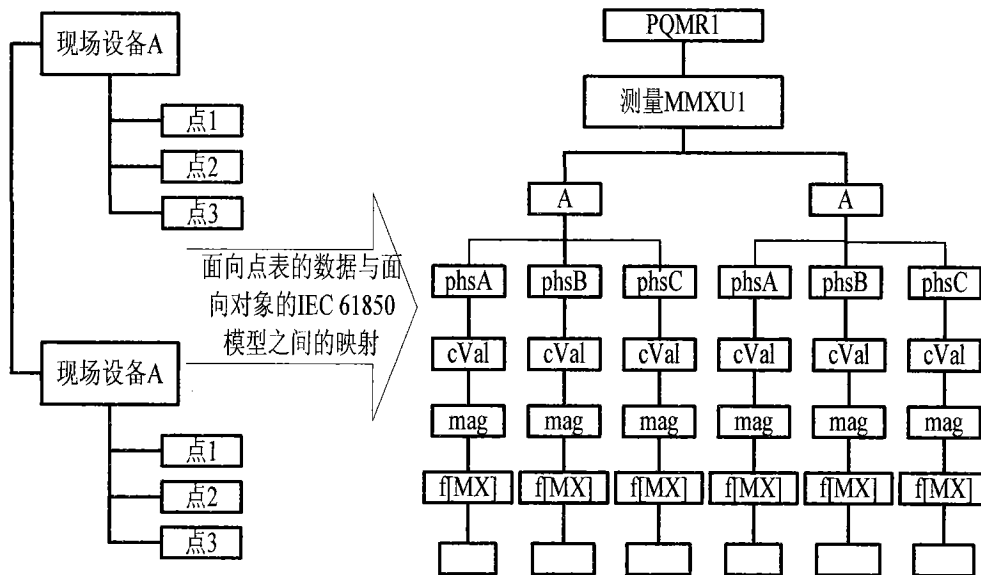 现场设备A
点1
点2
点3
面向点表的数据与面
向对象的IEC 61850
模型之间的映射
现场设备A
点1
点2
点3
PQMR1
测量MMXU1
A
A
phsA
phsB
phsC
phsA
phsB
phsC
cVal
cVal
cVal
cVal
cVal
cVal
mag
mag
mag
mag
mag
mag
f[MX]
f[MX]
f[MX]
f[MX]
f[MX]
f[MX]